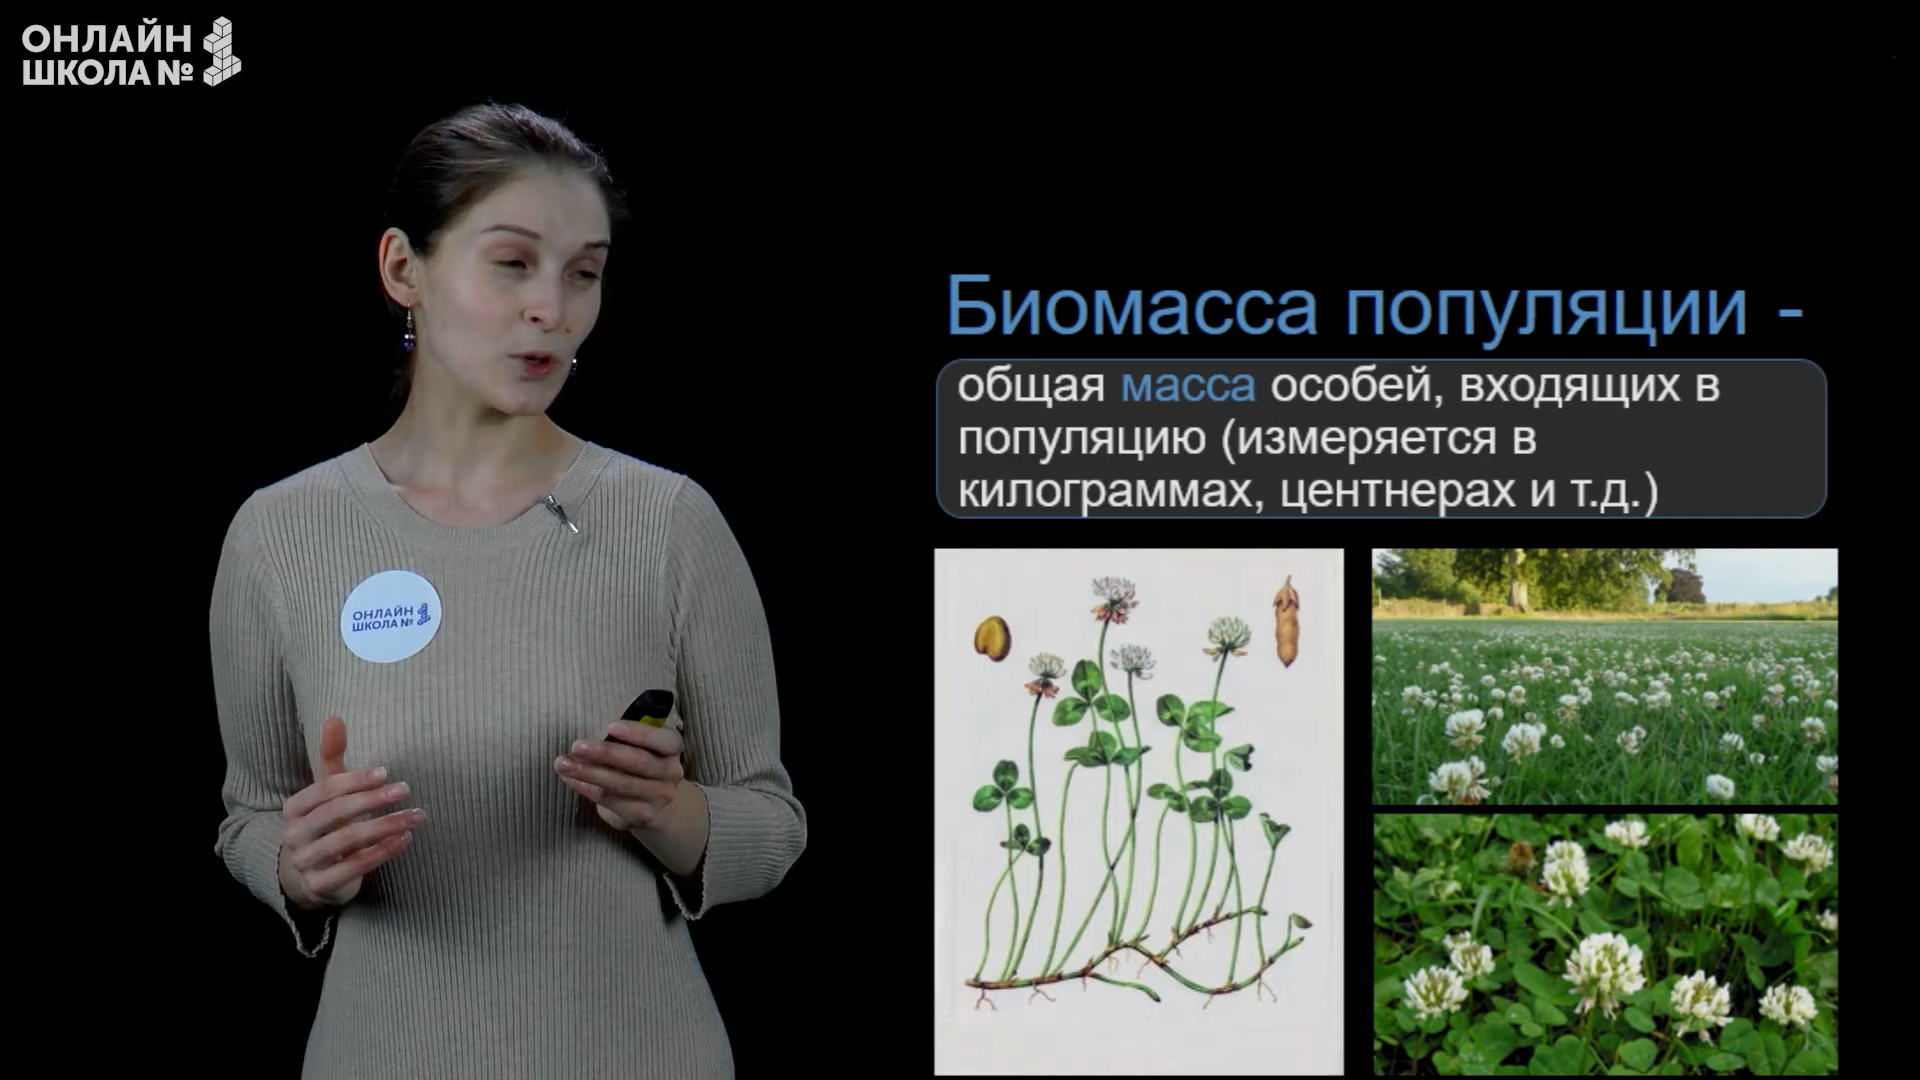 ОНЛАЙН
ШКОЛА №
Биомасса популяции -
общая масса особей, входящих в
популяцию (измеряется в
килограммах, центнерах и т.д.)
ОНЛАЙН
ШКОЛА №